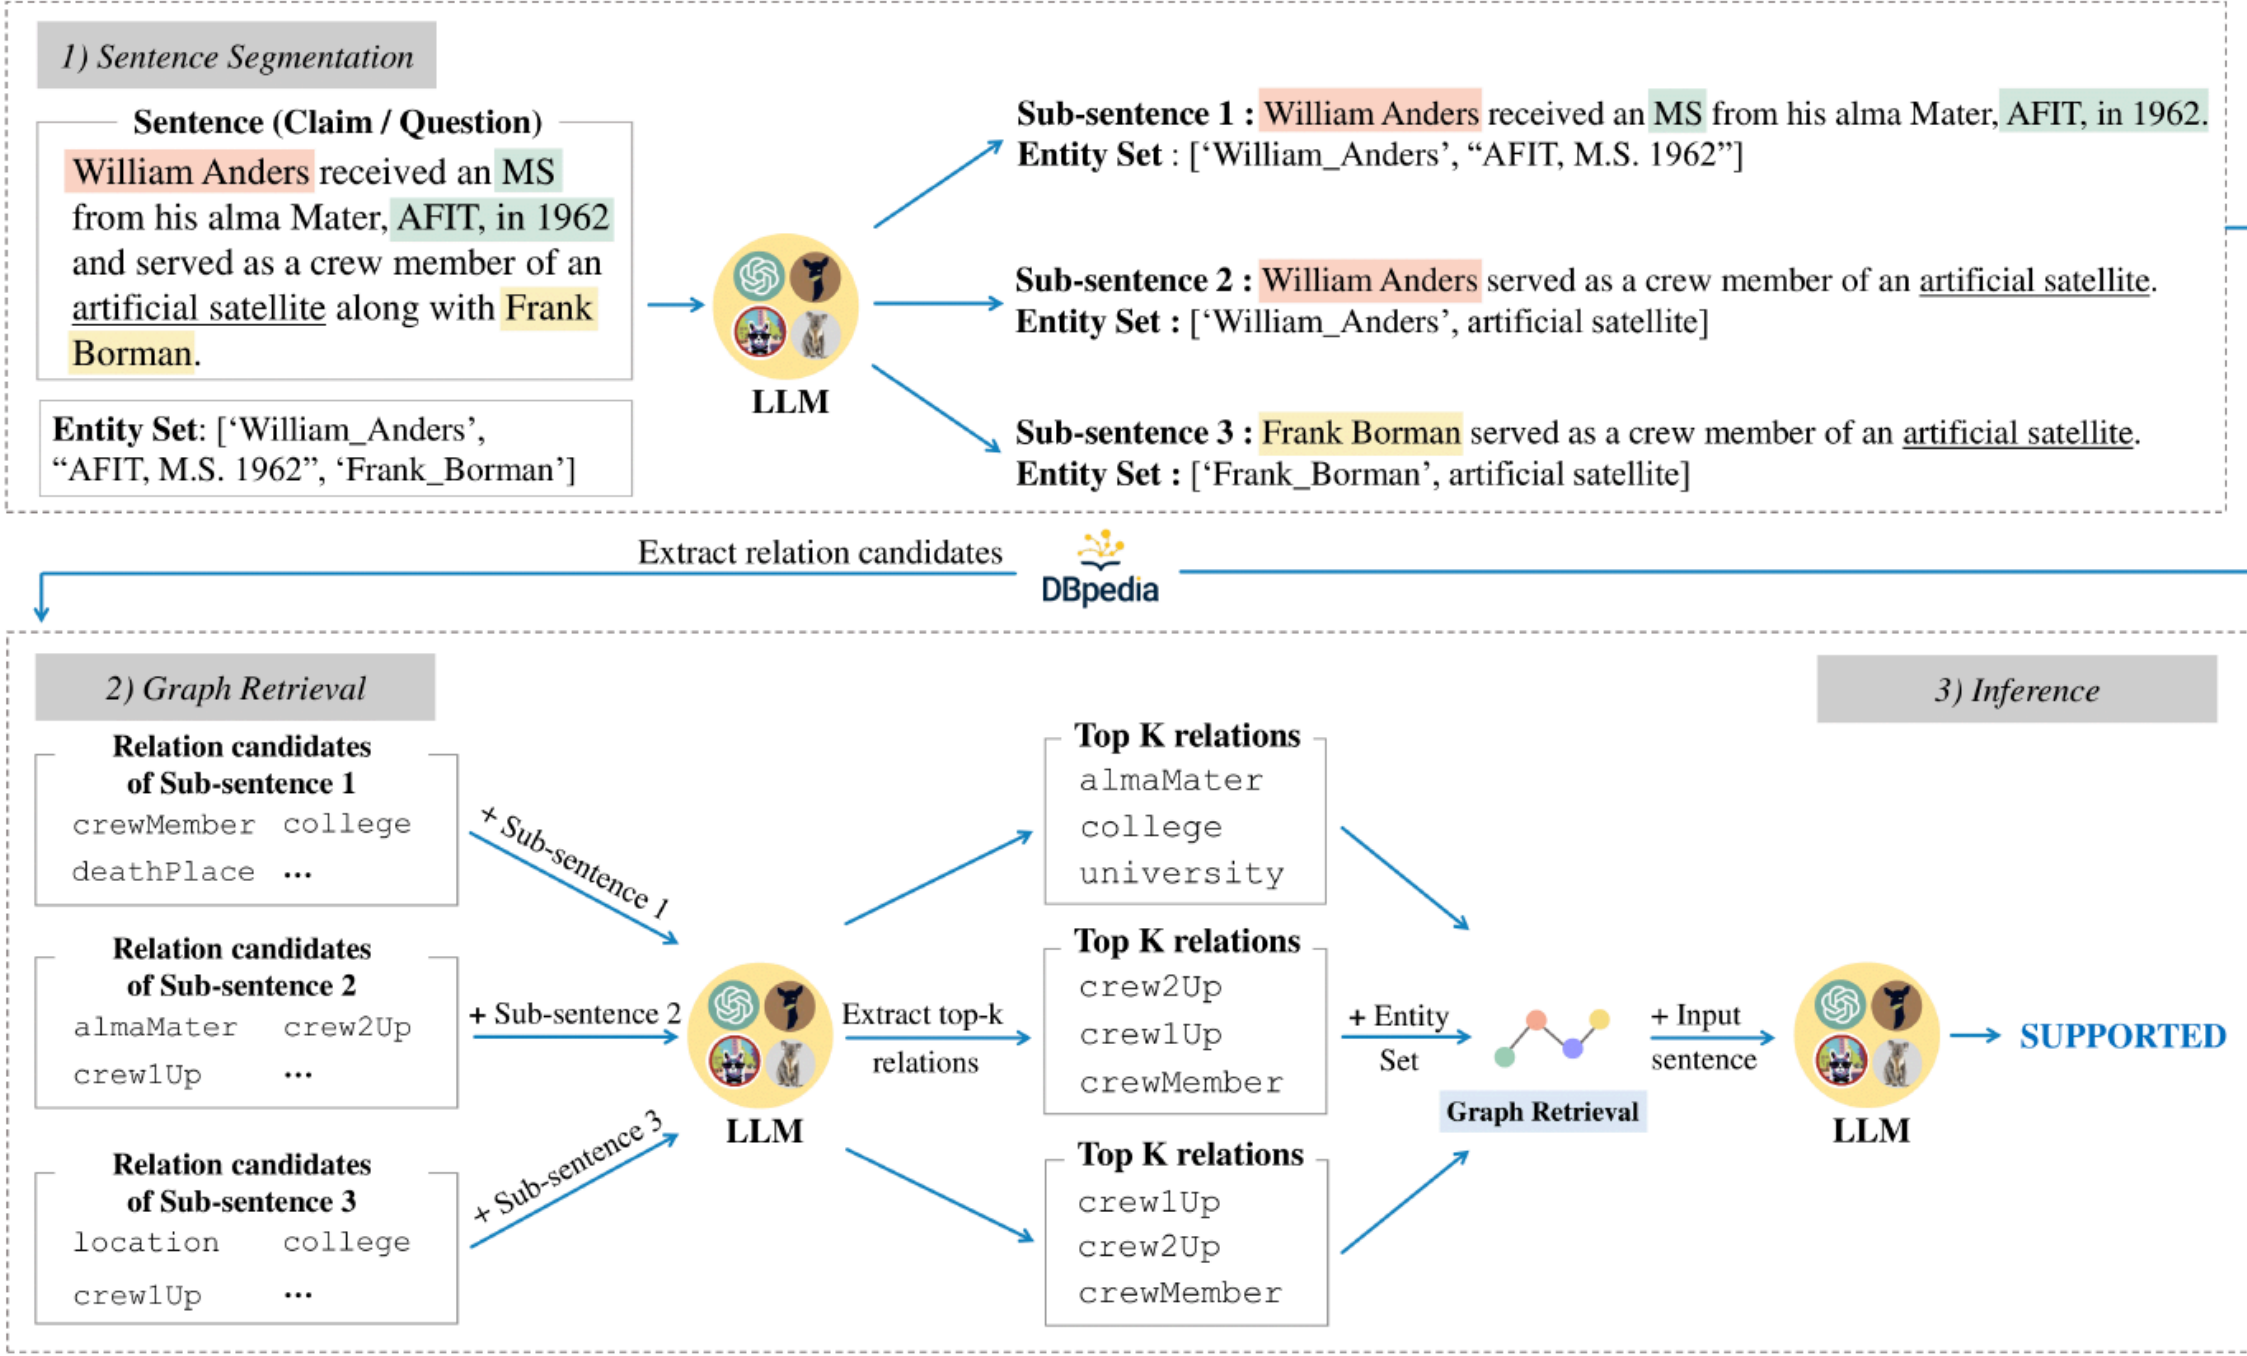 1) Sentence Segmentation
Sentence (Claim / Question)
William Anders received an MS
from his alma Mater, AFIT, in 1962
and served as a crew member of an
artificial satellite along with Frank
Borman.
Entity Set: [‘William_Anders’,
“AFIT, M.S. 1962”, ‘Frank_Borman’]
LLM
Sub-sentence 1 : William Anders received an MS from his alma Mater, AFIT, in 1962.
Entity Set : [‘William_Anders’, “AFIT, M.S. 1962”]
Sub-sentence 2 : William Anders served as a crew member of an artificial satellite.
Entity Set : [‘William_Anders’, artificial satellite]
Sub-sentence 3 : Frank Borman served as a crew member of an artificial satellite.
Entity Set : [‘Frank_Borman’, artificial satellite]
Extract relation candidates
DBpedia
2) Graph Retrieval
Relation candidates
of Sub-sentence 1
crewMember college
deathPlace ...
Relation candidates
of Sub-sentence 2
almaMater crew2Up
crew1Up ...
Relation candidates
of Sub-sentence 3
location college
crew1Up ...
+ Sub-sentence 1
+ Sub-sentence 2
+ Sub-sentence 3
LLM
Extract top-k
relations
Top K relations
almaMater
college
university
Top K relations
crew2Up
crew1Up
crewMember
Top K relations
crew1Up
crew2Up
crewMember
+ Entity
Set
Graph Retrieval
3) Inference
+ Input
sentence
LLM
SUPPORTED